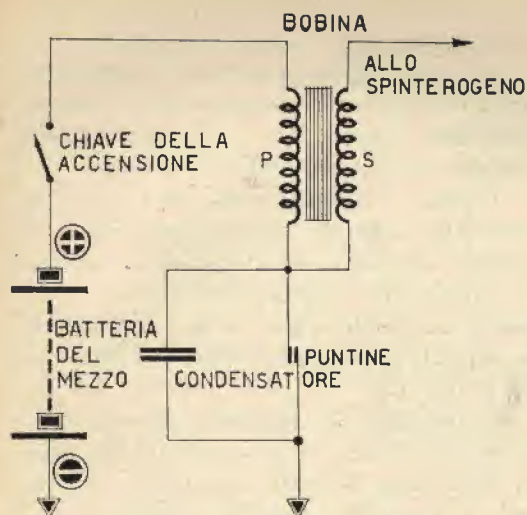 BOBINA
ALLO
SPINTEROGENO
CHIAVE DELLA
ACCENSIONE
P
S
+
BATTERIA
DEL
MEZZO
CONDENSATORE
PUNTINE
-